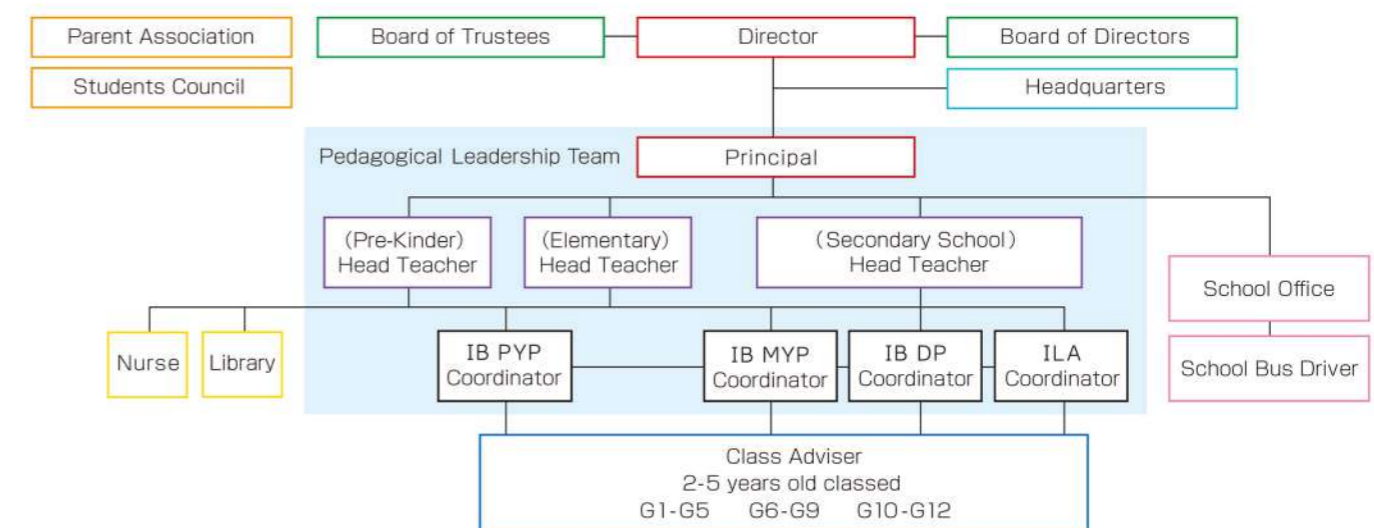 Parent Association
Board of Trustees
Director
Board of Directors
Students Council
Headquarters
Pedagogical Leadership Team
Principal
(Pre-Kinder)
Head Teacher
(Elementary)
Head Teacher
(Secondary School)
Head Teacher
School Office
Nurse
Library
IB PYP
Coordinator
IB MYP
Coordinator
IB DP
Coordinator
ILA
Coordinator
School Bus Driver
Class Adviser
2-5 years old classed
G1-G5 G6-G9 G10-G12